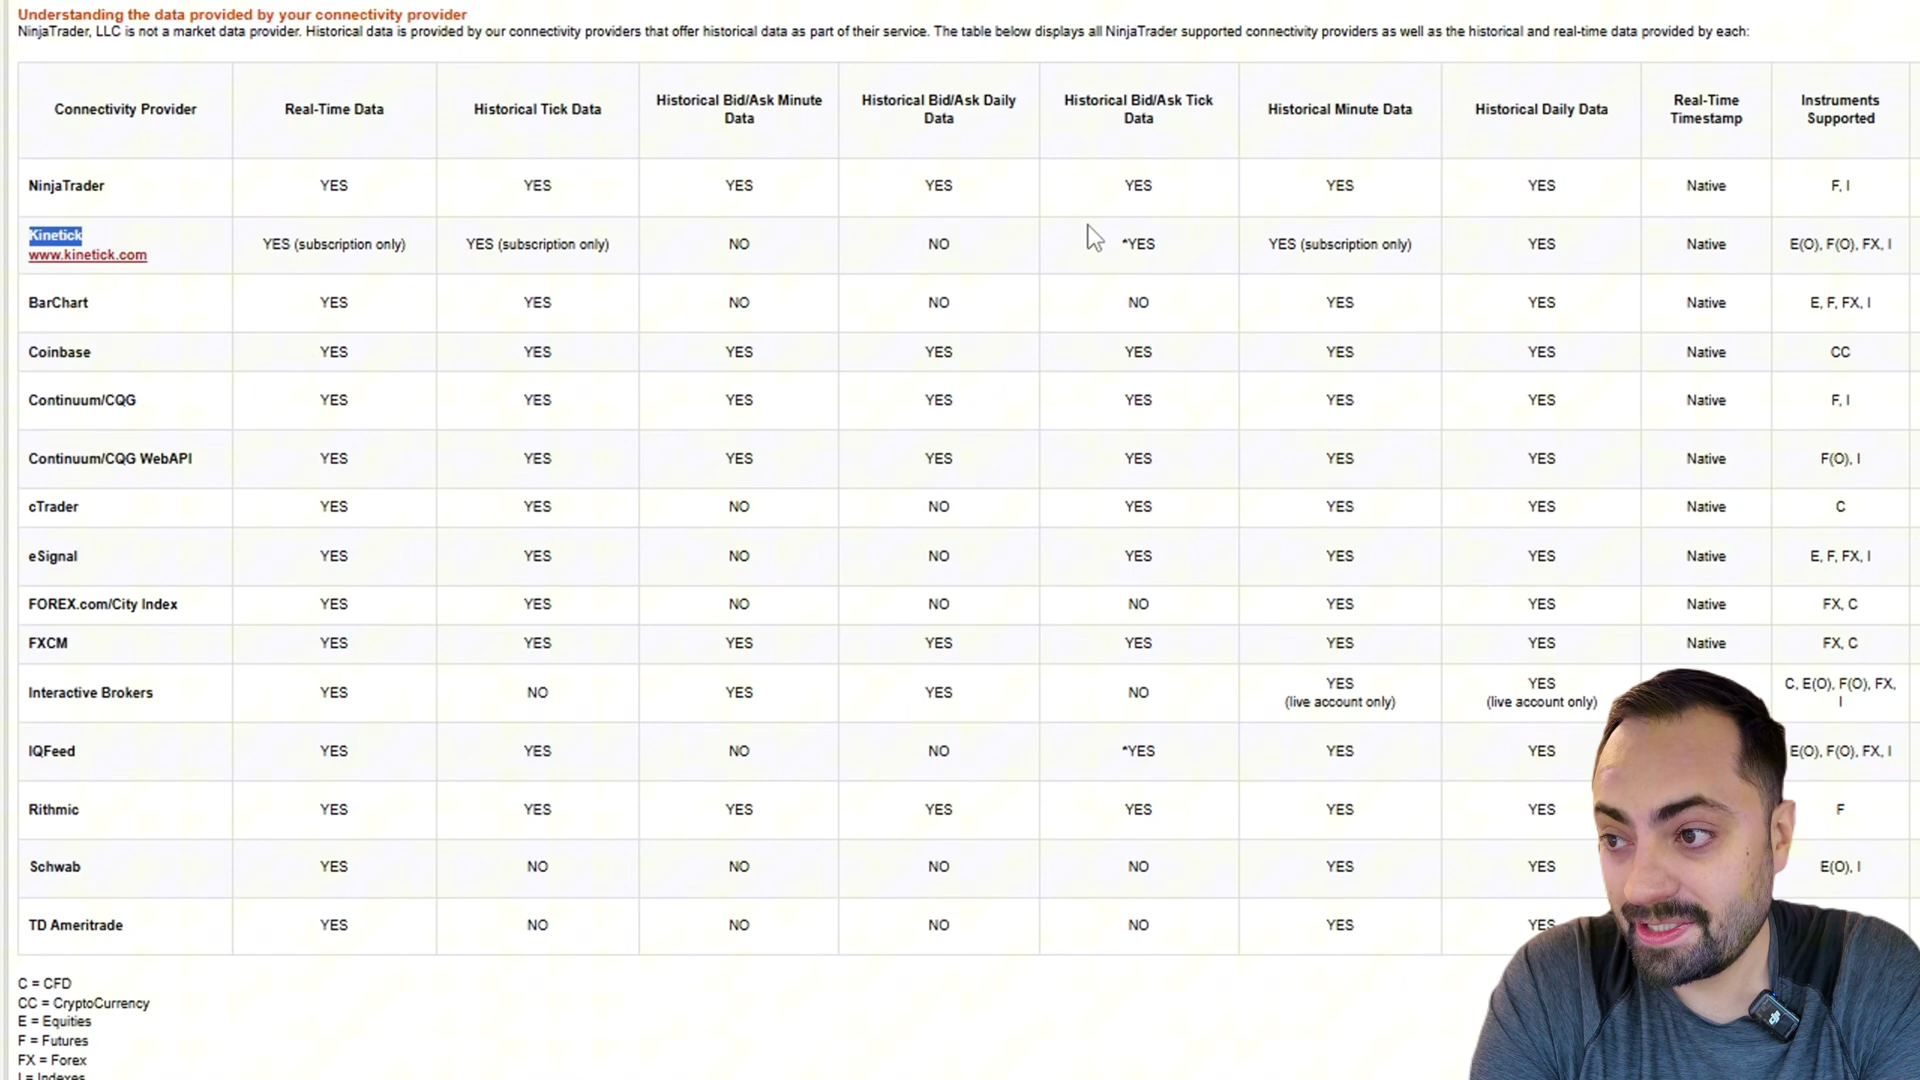 Understanding the data provided by your connectivity provider
NinjaTrader, LLC is not a market data provider. Historical data is provided by our connectivity providers that offer historical data as part of their service. The table below displays all NinjaTrader supported connectivity providers as well as the historical and real-time data provided by each:
Connectivity Provider Real-Time Data Historical Tick Data Historical Bid/Ask Minute Data Historical Bid/Ask Daily Data Historical Bid/Ask Tick Data Historical Minute Data Historical Daily Data Real-Time Timestamp Instruments Supported
NinjaTrader YES YES YES YES YES YES YES Native F, I
Kinetick www.kinetick.com YES (subscription only) YES (subscription only) NO NO *YES YES (subscription only) YES Native E(O), F(O), FX, I
BarChart YES YES NO NO NO YES YES Native E, F, FX, I
Coinbase YES YES YES YES YES YES YES Native CC
Continuum/CQG YES YES YES YES YES YES YES Native F, I
Continuum/CQG WebAPI YES YES YES YES YES YES YES Native F(O), I
cTrader YES YES NO NO YES YES YES Native C
eSignal YES YES NO NO YES YES YES Native E, F, FX, I
FOREX.com/City Index YES YES NO NO NO YES YES Native FX, C
FXCM YES YES YES YES YES YES YES Native FX, C
Interactive Brokers YES NO YES YES NO YES (live account only) YES (live account only) C, E(O), F(O), FX, I
IQFeed YES YES NO NO *YES YES YES E(O), F(O), FX, I
Rithmic YES YES YES YES YES YES YES F
Schwab YES NO NO NO NO YES YES E(O), I
TD Ameritrade YES NO NO NO NO YES YES
C = CFD
CC = CryptoCurrency
E = Equities
F = Futures
FX = Forex
I = Indexes